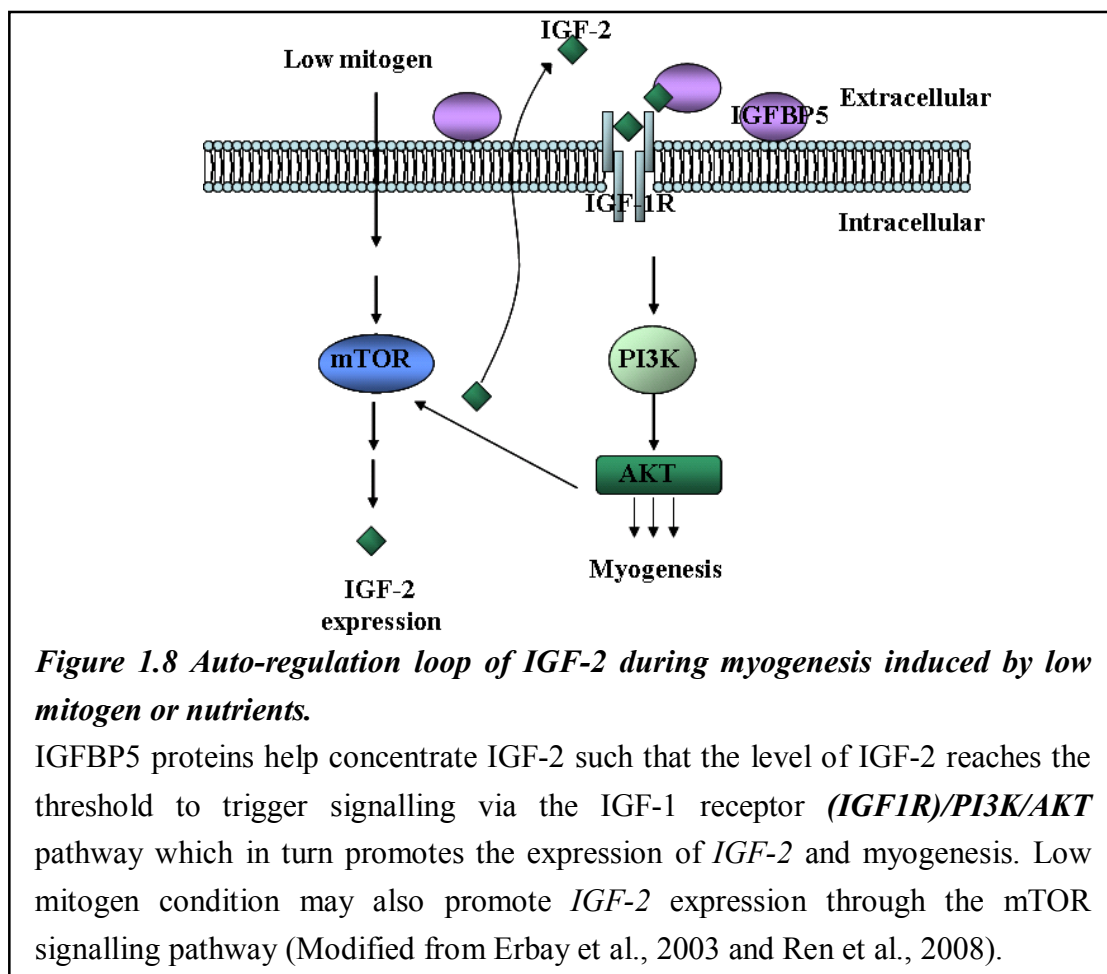 IGF-2
Low mitogen
Extracellular
IGFBP5
IGF-1R
Intracellular
mTOR
PI3K
AKT
Myogenesis
IGF-2
expression
Figure 1.8 Auto-regulation loop of IGF-2 during myogenesis induced by low
mitogen or nutrients.
IGFBP5 proteins help concentrate IGF-2 such that the level of IGF-2 reaches the
threshold to trigger signalling via the IGF-1 receptor (IGF1R)/PI3K/AKT
pathway which in turn promotes the expression of IGF-2 and myogenesis. Low
mitogen condition may also promote IGF-2 expression through the mTOR
signalling pathway (Modified from Erbay et al., 2003 and Ren et al., 2008).